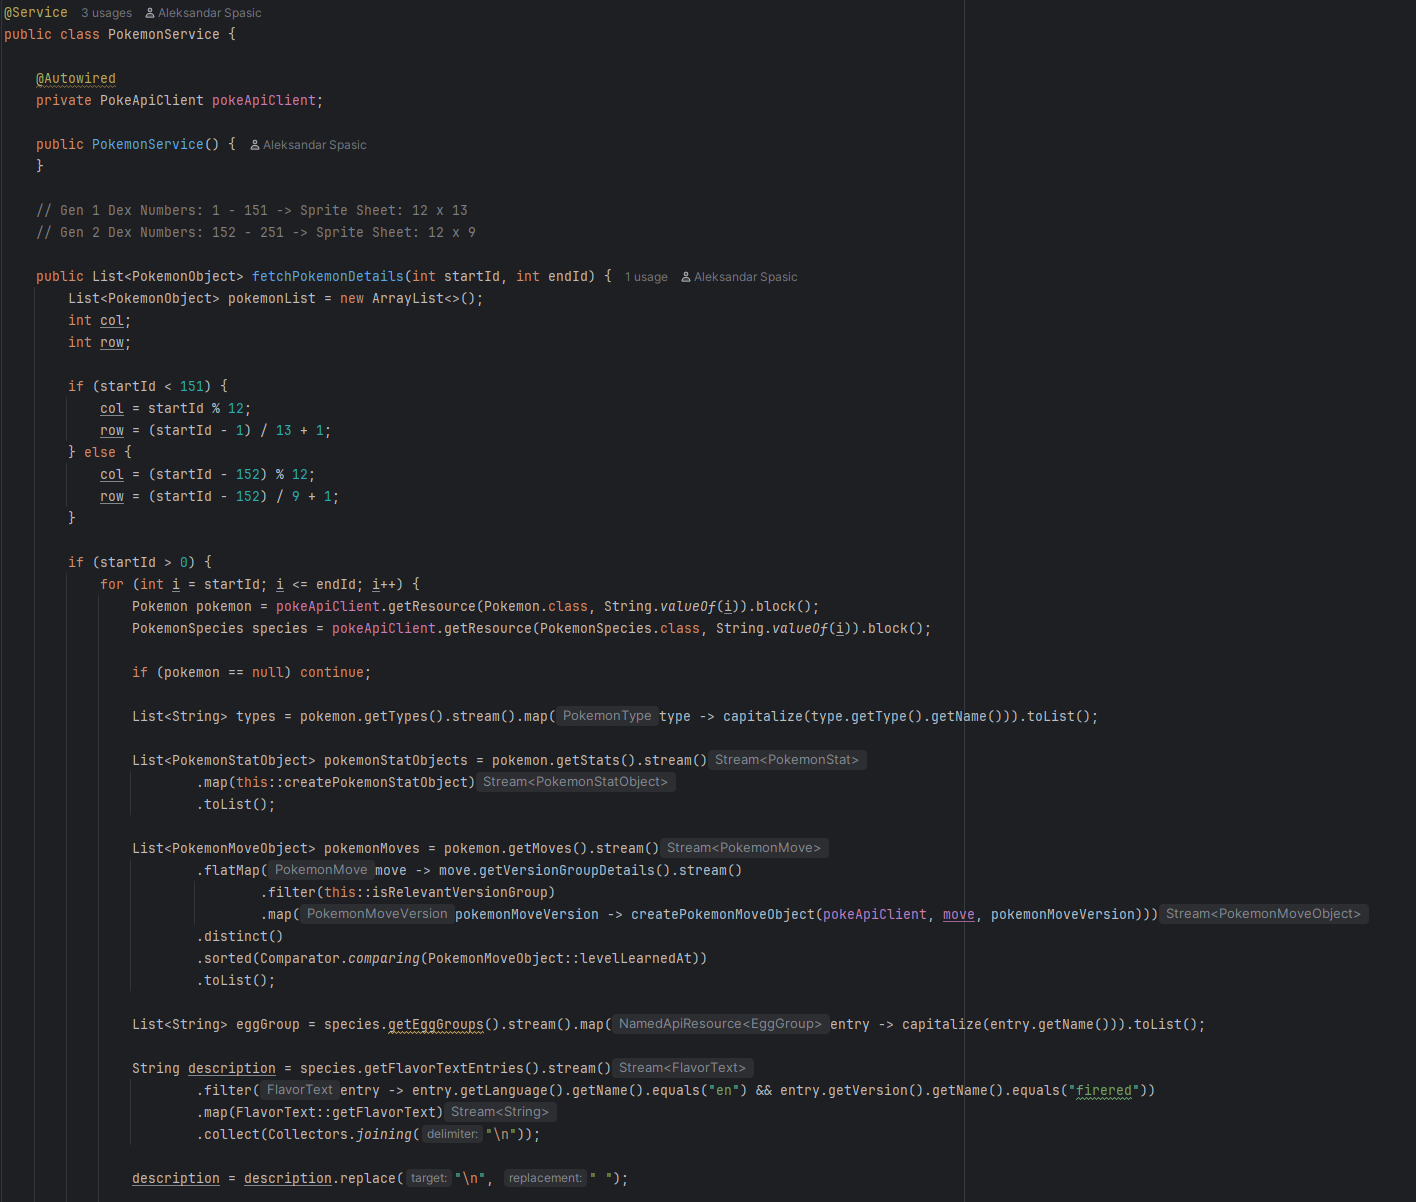 @Service 3 usages Aleksandar Spasic
public class PokemonService {
@Autowired
private PokeApiClient pokeApiClient;
public PokemonService() { Aleksandar Spasic
}
// Gen 1 Dex Numbers: 1 - 151 -> Sprite Sheet: 12 x 13
// Gen 2 Dex Numbers: 152 - 251 -> Sprite Sheet: 12 x 9
public List<PokemonObject> fetchPokemonDetails(int startId, int endId) { 1 usage Aleksandar Spasic
List<PokemonObject> pokemonList = new ArrayList<>();
int col;
int row;
if (startId < 151) {
col = startId % 12;
row = (startId - 1) / 13 + 1;
} else {
col = (startId - 152) % 12;
row = (startId - 152) / 9 + 1;
}
if (startId > 0) {
for (int i = startId; i <= endId; i++) {
Pokemon pokemon = pokeApiClient.getResource(Pokemon.class, String.valueOf(i)).block();
PokemonSpecies species = pokeApiClient.getResource(PokemonSpecies.class, String.valueOf(i)).block();
if (pokemon == null) continue;
List<String> types = pokemon.getTypes().stream().map( PokemonType type -> capitalize(type.getType().getName())).toList();
List<PokemonStatObject> pokemonStatObjects = pokemon.getStats().stream() Stream<PokemonStat>
.map(this::createPokemonStatObject) Stream<PokemonStatObject>
.toList();
List<PokemonMoveObject> pokemonMoves = pokemon.getMoves().stream() Stream<PokemonMove>
.flatMap( PokemonMove move -> move.getVersionGroupDetails().stream()
.filter(this::isRelevantVersionGroup)
.map( PokemonMoveVersion pokemonMoveVersion -> createPokemonMoveObject(pokeApiClient, move, pokemonMoveVersion))) Stream<PokemonMoveObject>
.distinct()
.sorted(Comparator.comparing(PokemonMoveObject::levelLearnedAt))
.toList();
List<String> eggGroup = species.getEggGroups().stream().map( NamedApiResource<EggGroup> entry -> capitalize(entry.getName())).toList();
String description = species.getFlavorTextEntries().stream() Stream<FlavorText>
.filter( FlavorText entry -> entry.getLanguage().getName().equals("en") && entry.getVersion().getName().equals("firered"))
.map(FlavorText::getFlavorText) Stream<String>
.collect(Collectors.joining( delimiter: "\n"));
description = description.replace( target: "\n", replacement: " ");